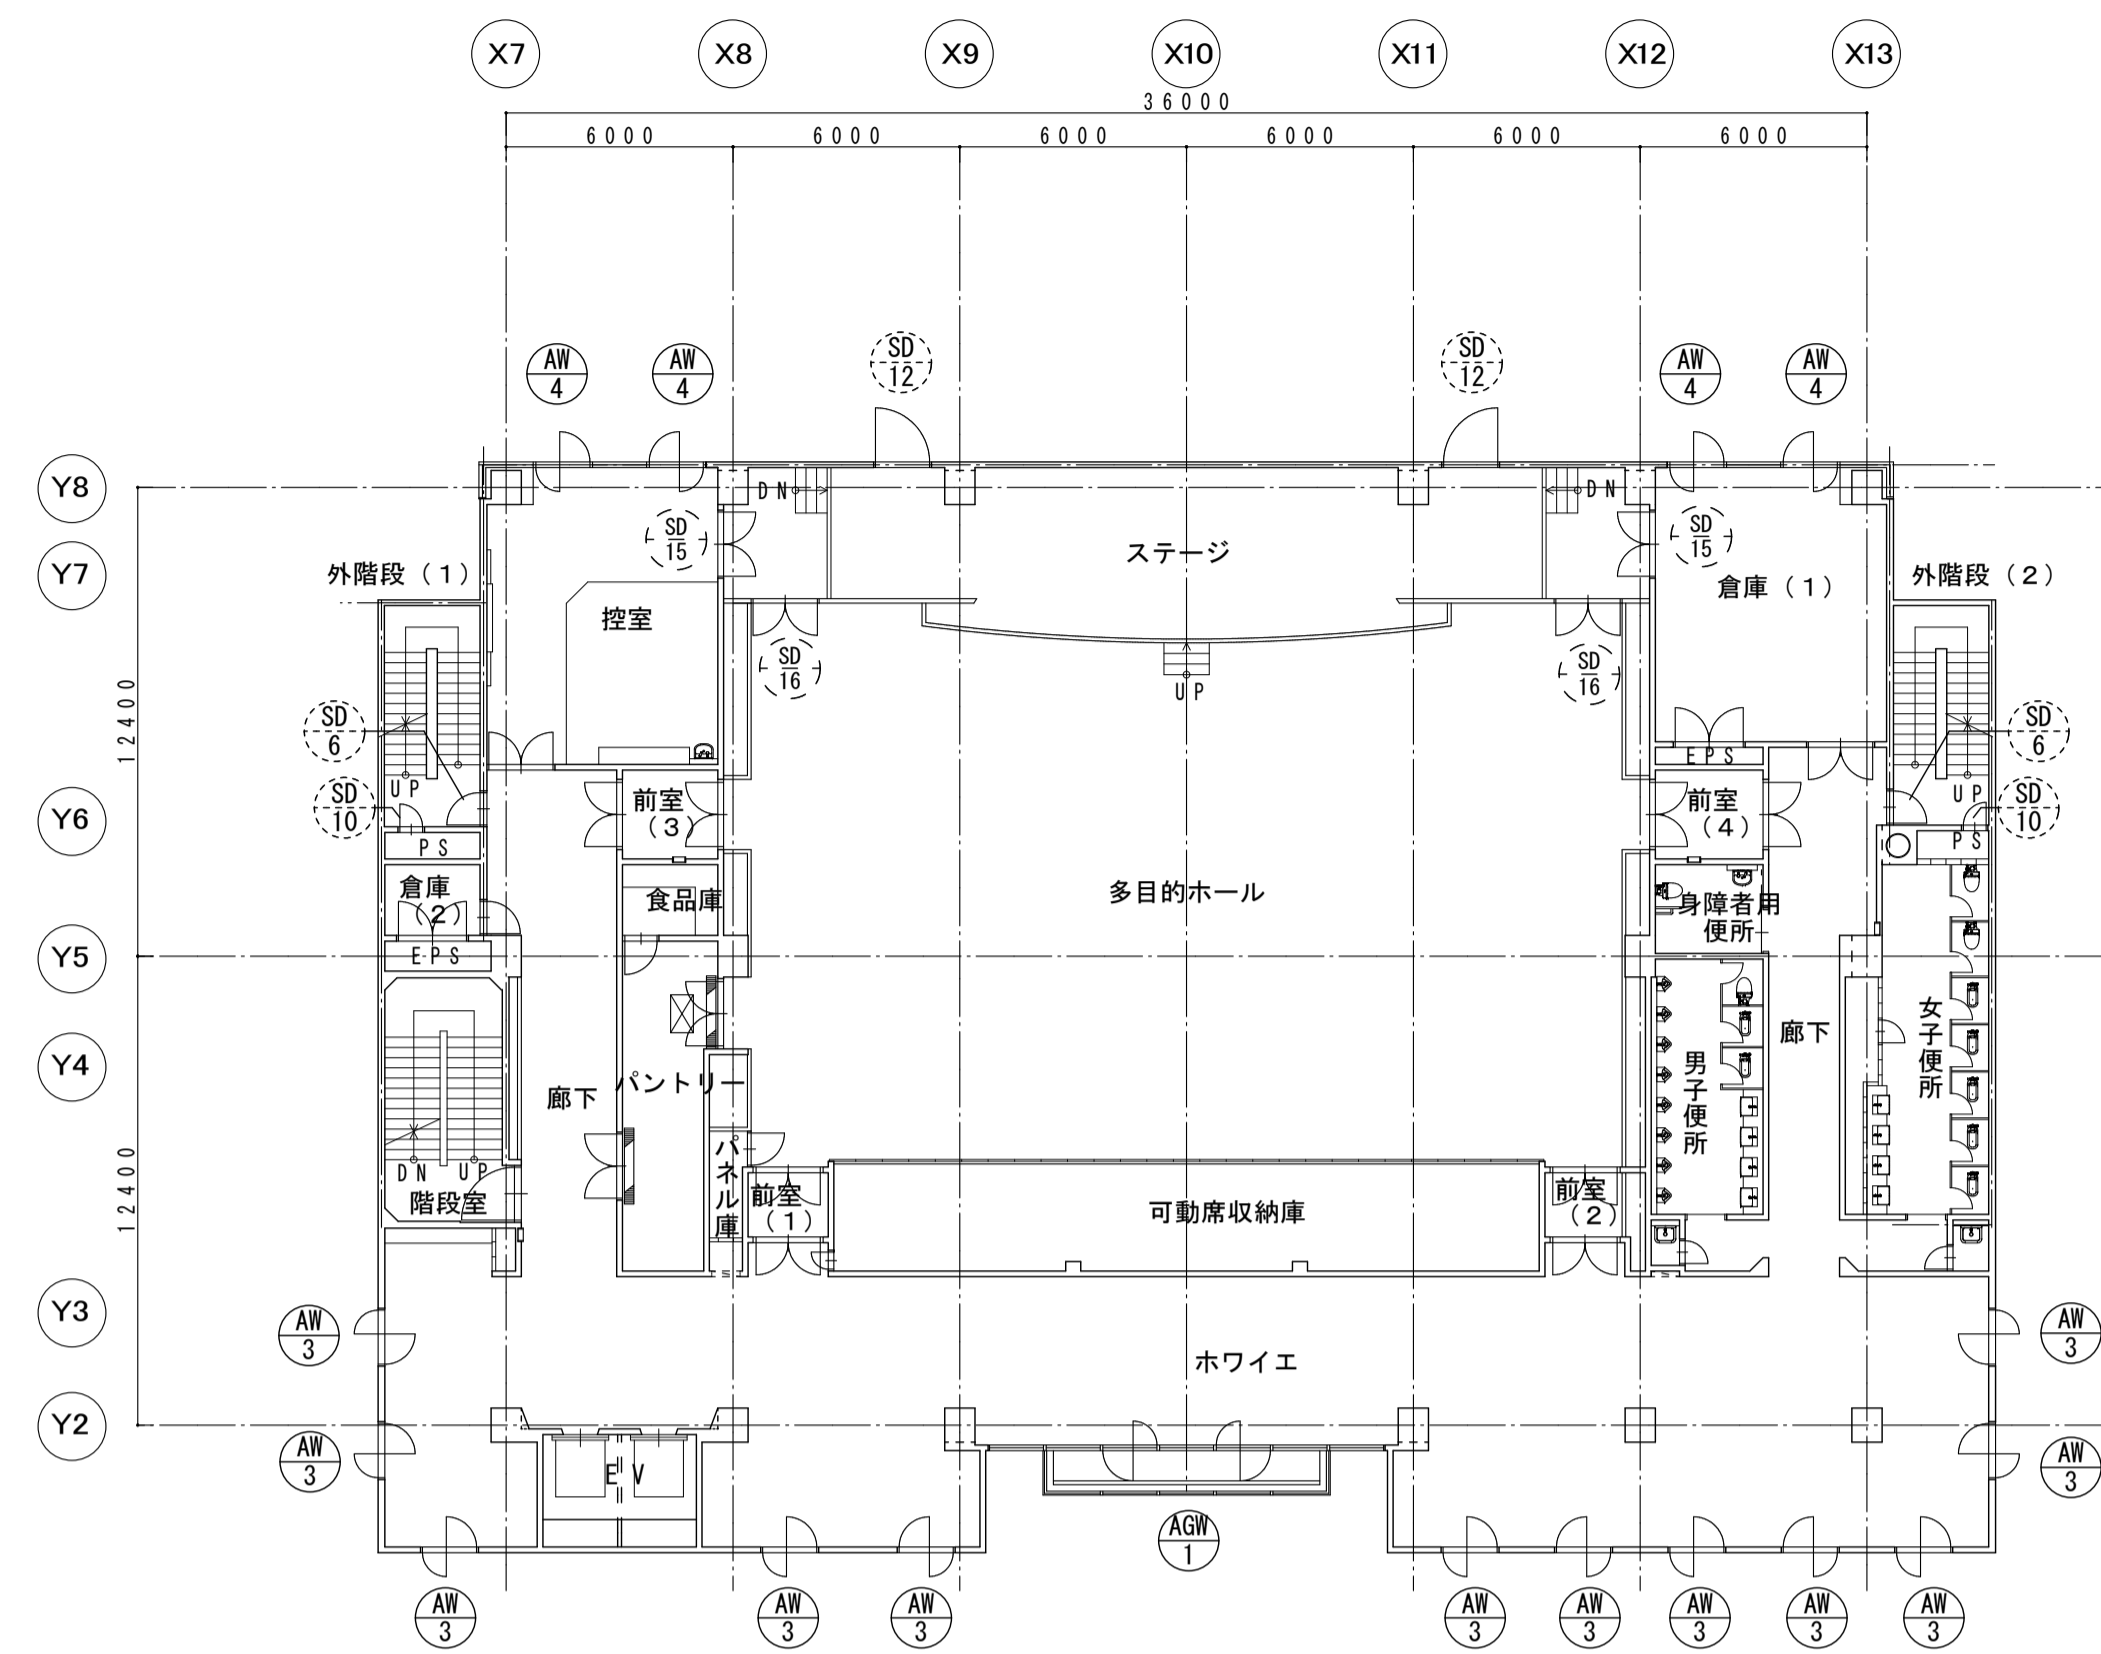 X7 X8 X9 X10 X11 X12 X13
36000
6000 6000 6000 6000 6000 6000
AW 4
AW 4
SD 12
SD 12
AW 4
AW 4
Y8
DN
DN
SD 15
SD 15
ステージ
Y7
外階段（1）
外階段（2）
倉庫（1）
控室
SD 16
SD 16
UP
12400
SD 6
SD 6
UP
UP
EPS
SD 10
SD 10
Y6
前室
（3）
前室
（4）
PS
PS
倉庫
（2）
食品庫
多目的ホール
身障者用
便所
Y5
EPS
女子便所
廊下
Y4
男子便所
パントリー
廊下
パネル庫
12400
DN UP
階段室
前室
（1）
可動席収納庫
前室
（2）
Y3
AW 3
AW 3
ホワイエ
Y2
AW 3
AW 3
EV
AGW 1
AW 3
AW 3
AW 3
AW 3
AW 3
AW 3
AW 3
AW 3